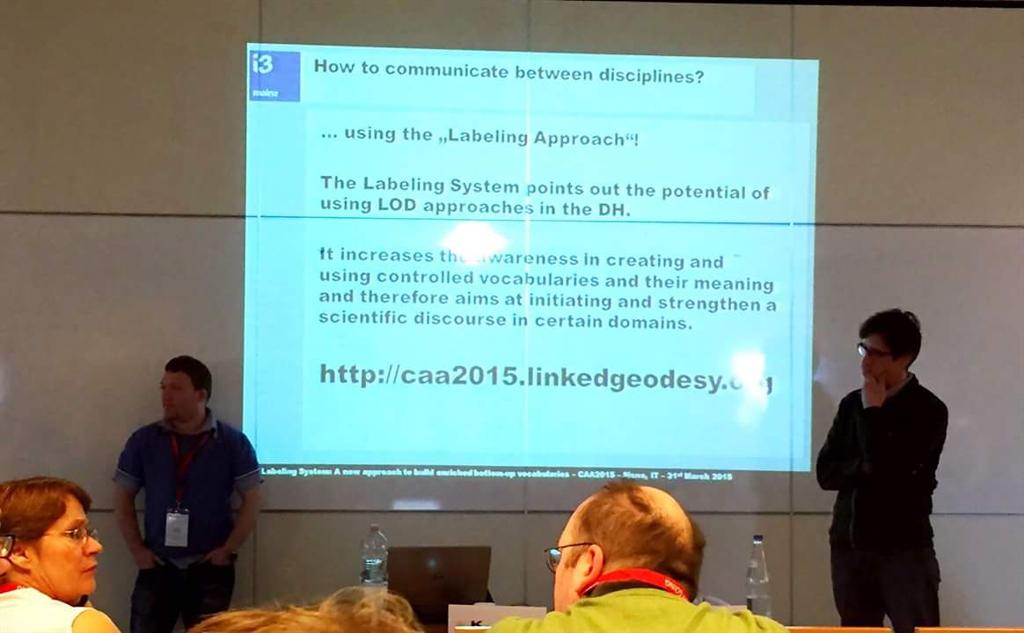 i3
mainz
How to communicate between disciplines?
... using the „Labeling Approach“!
The Labeling System points out the potential of
using LOD approaches in the DH.
It increases the awareness in creating and
using controlled vocabularies and their meaning
and therefore aims at initiating and strengthen a
scientific discourse in certain domains.
http://caa2015.linkedgeodesy.org
Labeling System: A new approach to build enriched bottom-up vocabularies - CAA2015 - Siena, IT - 31st March 2015